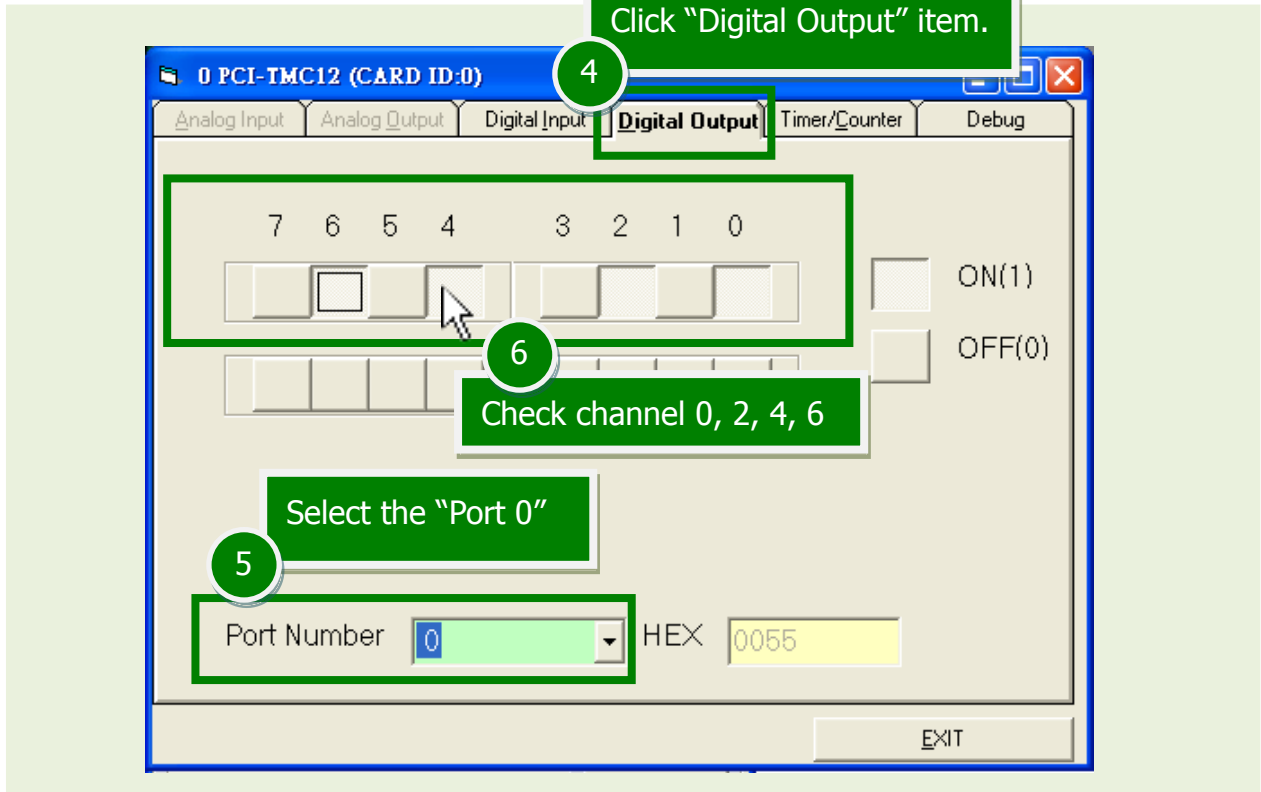 Click “Digital Output” item.
4
0 PCI-TMC12 (CARD ID:0)
Analog Input Analog Output Digital Input Digital Output Timer/Counter Debug
7 6 5 4 3 2 1 0
ON(1)
OFF(0)
6
Check channel 0, 2, 4, 6
Select the “Port 0”
5
Port Number 0 HEX 0055
EXIT